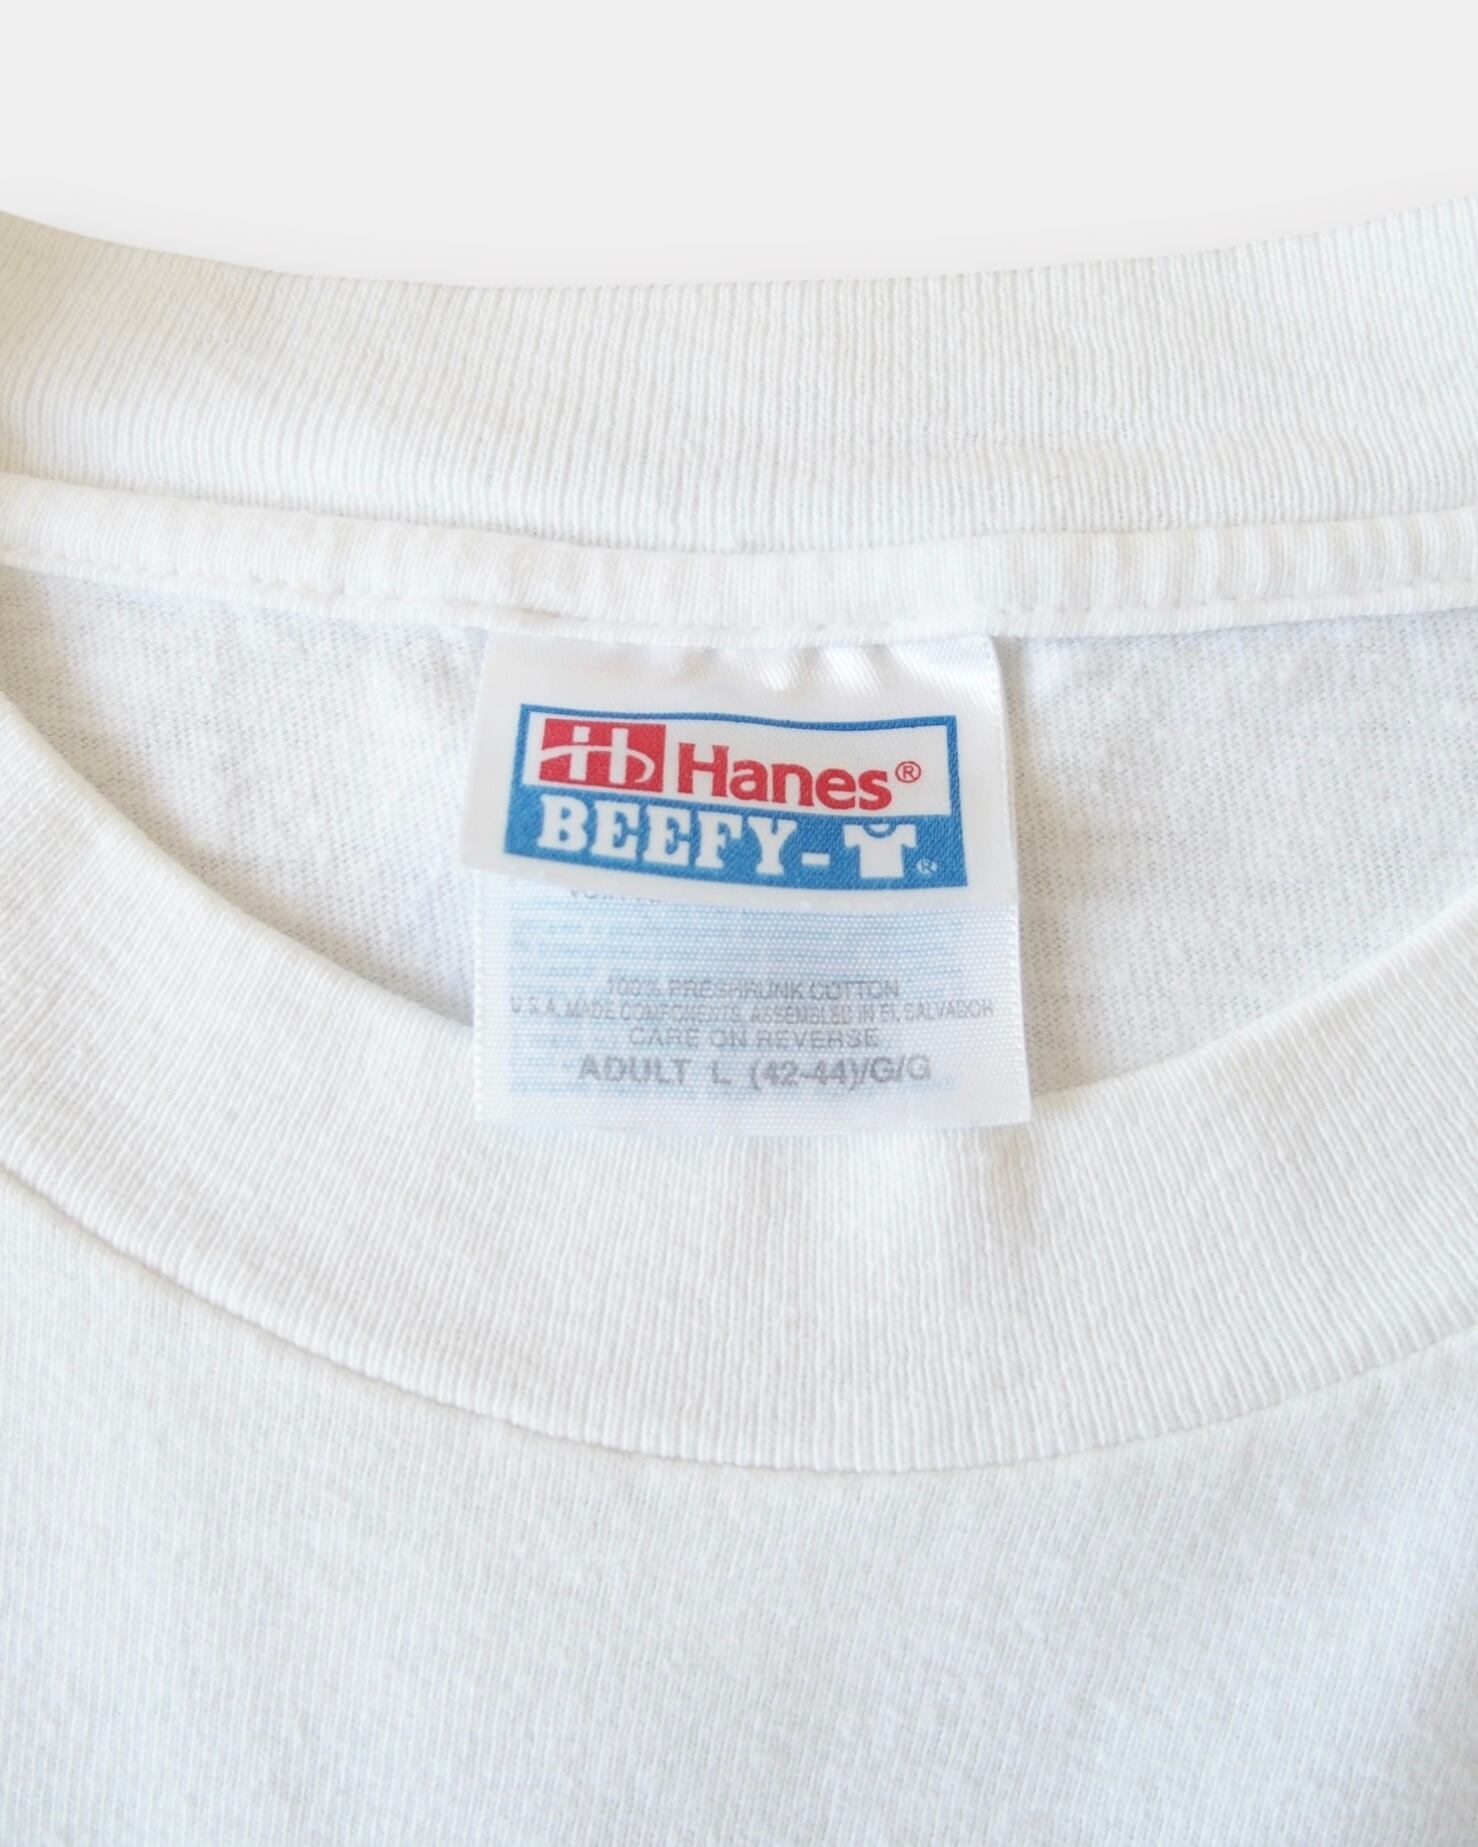 Hanes®
BEEFY-T®
100% PRESHRUNK COTTON
U.S.A. MADE COMPONENTS, ASSEMBLED IN EL SALVADOR
CARE ON REVERSE
ADULT L (42-44)/G/G